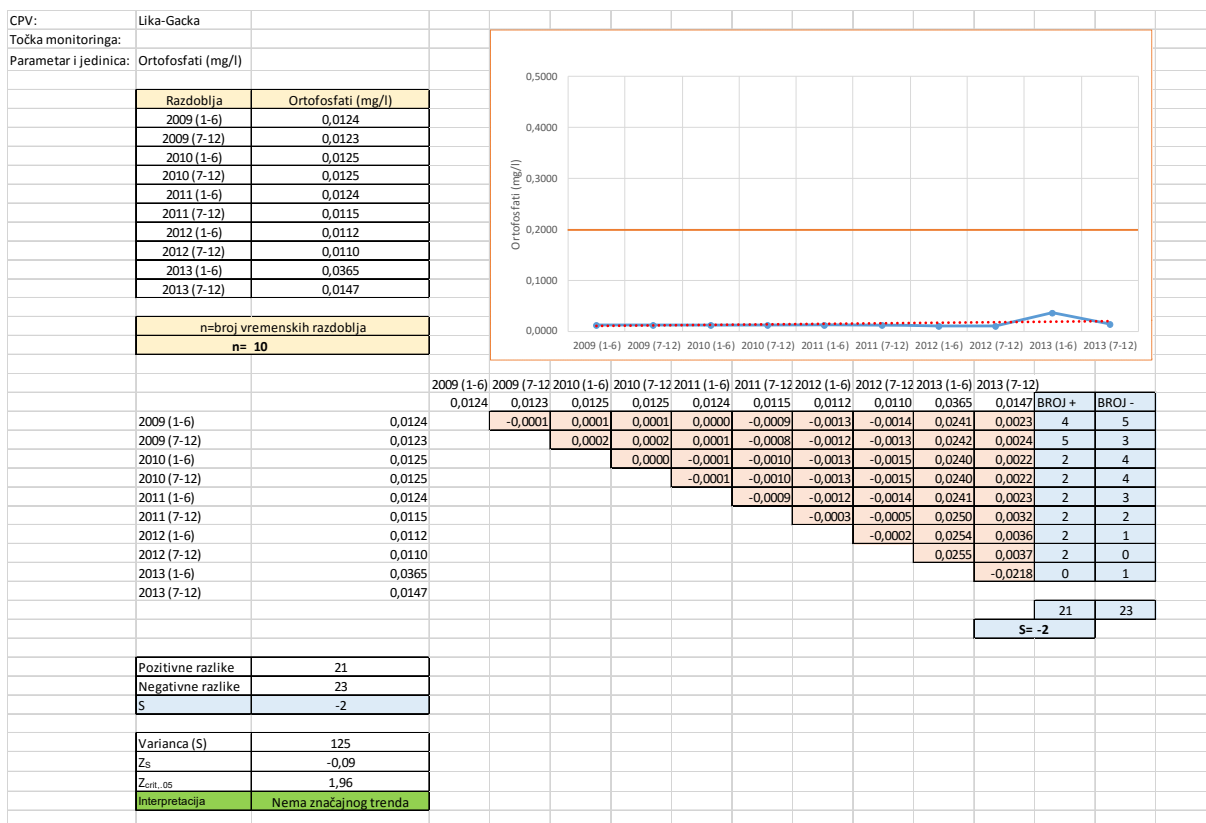 CPV: Lika-Gacka
Točka monitoringa:
Parametar i jedinica: Ortofosfati (mg/l)
Razdoblja Ortofosfati (mg/l)
2009 (1-6) 0,0124
2009 (7-12) 0,0123
2010 (1-6) 0,0125
2010 (7-12) 0,0125
2011 (1-6) 0,0124
2011 (7-12) 0,0115
2012 (1-6) 0,0112
2012 (7-12) 0,0110
2013 (1-6) 0,0365
2013 (7-12) 0,0147
n=broj vremenskih razdoblja
n= 10
Ortofosfati (mg/l)
0,5000
0,4000
0,3000
0,2000
0,1000
0,0000
2009 (1-6) 2009 (7-12) 2010 (1-6) 2010 (7-12) 2011 (1-6) 2011 (7-12) 2012 (1-6) 2012 (7-12) 2013 (1-6) 2013 (7-12)
2009 (1-6) 2009 (7-12 2010 (1-6) 2010 (7-12 2011 (1-6) 2011 (7-12 2012 (1-6) 2012 (7-12 2013 (1-6) 2013 (7-12)
0,0124 0,0123 0,0125 0,0125 0,0124 0,0115 0,0112 0,0110 0,0365 0,0147 BROJ + BROJ -
2009 (1-6) 0,0124 -0,0001 0,0001 0,0001 0,0000 -0,0009 -0,0013 -0,0014 0,0241 0,0023 4 5
2009 (7-12) 0,0123 0,0002 0,0002 0,0001 -0,0008 -0,0012 -0,0013 0,0242 0,0024 5 3
2010 (1-6) 0,0125 0,0000 -0,0001 -0,0010 -0,0013 -0,0015 0,0240 0,0022 2 4
2010 (7-12) 0,0125 -0,0001 -0,0010 -0,0013 -0,0015 0,0240 0,0022 2 4
2011 (1-6) 0,0124 -0,0009 -0,0012 -0,0014 0,0241 0,0023 2 3
2011 (7-12) 0,0115 -0,0003 -0,0005 0,0250 0,0032 2 2
2012 (1-6) 0,0112 -0,0002 0,0254 0,0036 2 1
2012 (7-12) 0,0110 0,0255 0,0037 2 0
2013 (1-6) 0,0365 -0,0218 0 1
2013 (7-12) 0,0147
21 23
S= -2
Pozitivne razlike 21
Negativne razlike 23
S -2
Varianca (S) 125
Zs -0,09
Zcrit,.05 1,96
Interpretacija Nema značajnog trenda